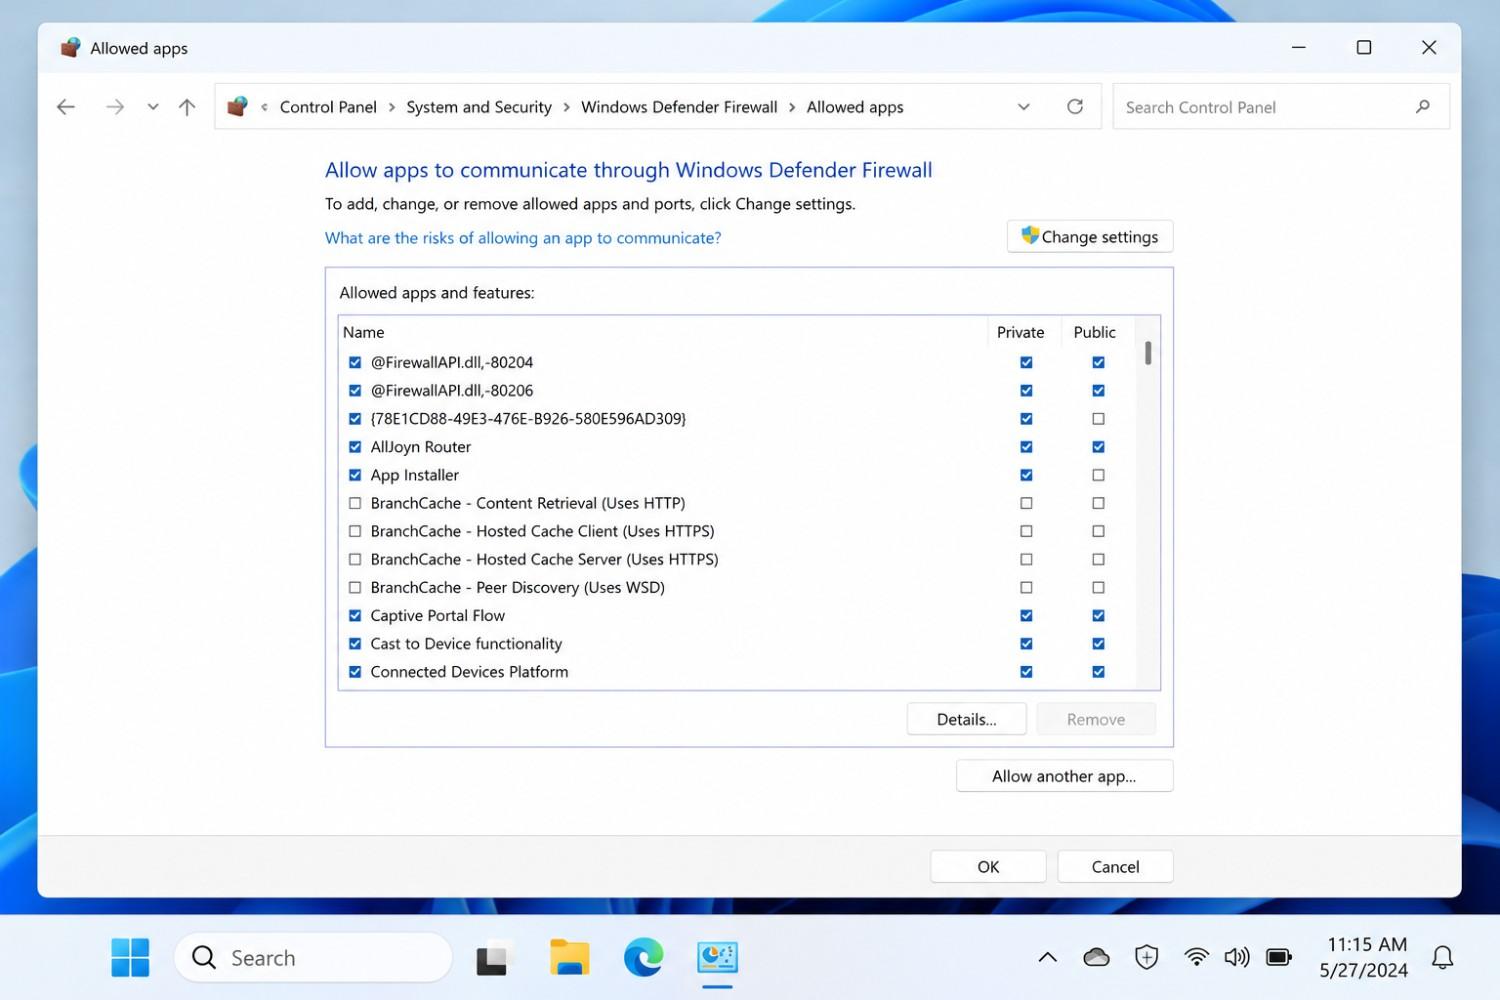 Allowed apps
Control Panel > System and Security > Windows Defender Firewall > Allowed apps
Search Control Panel
Allow apps to communicate through Windows Defender Firewall
To add, change, or remove allowed apps and ports, click Change settings.
What are the risks of allowing an app to communicate?
Change settings
Allowed apps and features:
Name Private Public
@FirewallAPI.dll,-80204
@FirewallAPI.dll,-80206
{78E1CD88-49E3-476E-B926-580E596AD309}
AllJoyn Router
App Installer
BranchCache - Content Retrieval (Uses HTTP)
BranchCache - Hosted Cache Client (Uses HTTPS)
BranchCache - Hosted Cache Server (Uses HTTPS)
BranchCache - Peer Discovery (Uses WSD)
Captive Portal Flow
Cast to Device functionality
Connected Devices Platform
Details... Remove
Allow another app...
OK Cancel
Search
11:15 AM
5/27/2024